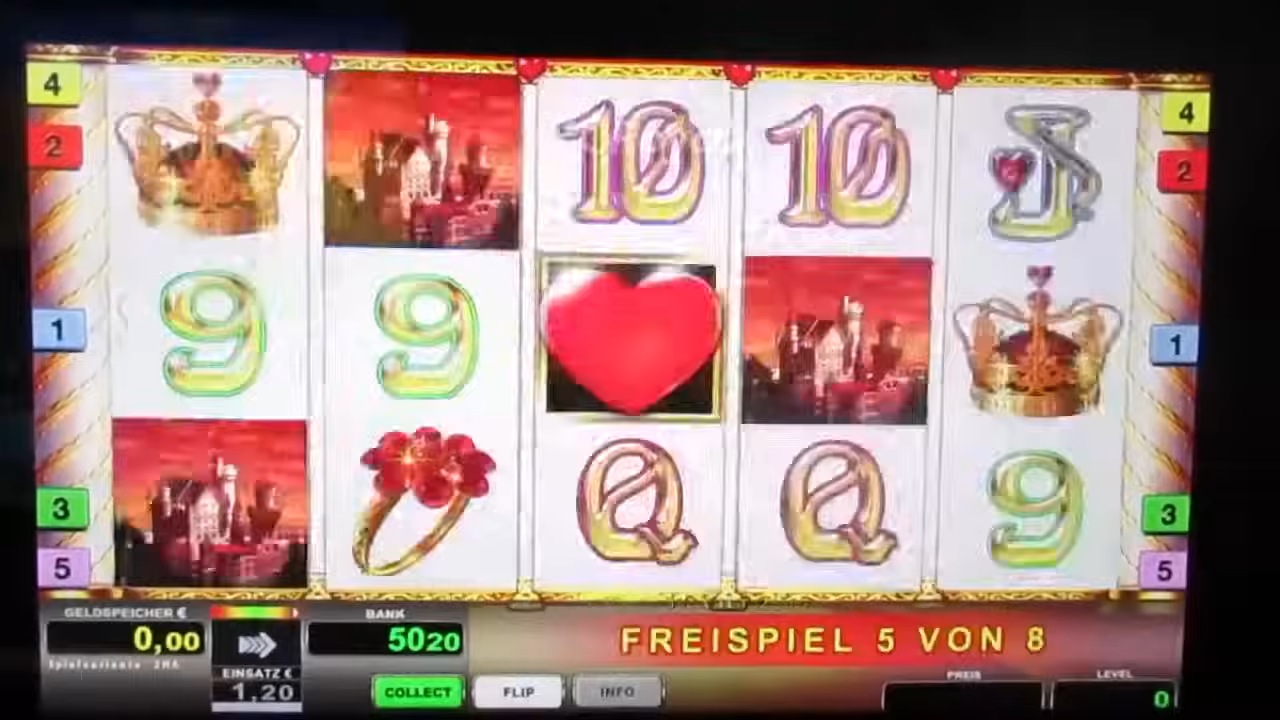 4 10 10 J 4
2 2
1 9 9 1
3 Q Q 9 3
5 5
GELDSPEICHER € BANK
0,00 5020 FREISPIEL 5 VON 8
EINSATZ € PREIS LEVEL
1,20 COLLECT FLIP INFO 0